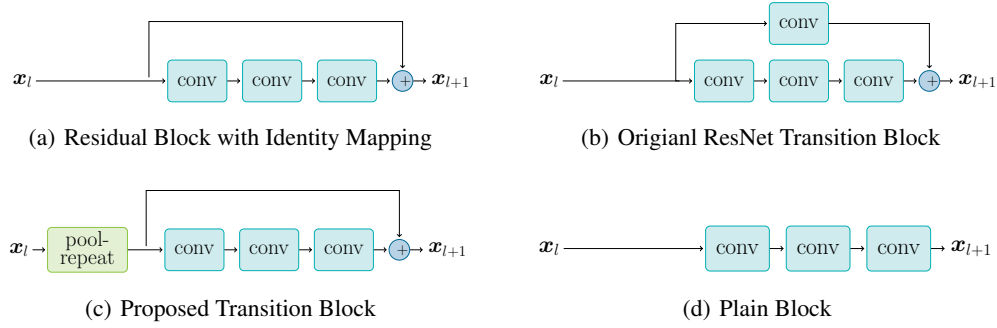 x_l conv conv conv + x_{l+1}
(a) Residual Block with Identity Mapping
conv
x_l conv conv conv + x_{l+1}
(b) Origianl ResNet Transition Block
x_l pool-
repeat conv conv conv + x_{l+1}
(c) Proposed Transition Block
x_l conv conv conv x_{l+1}
(d) Plain Block